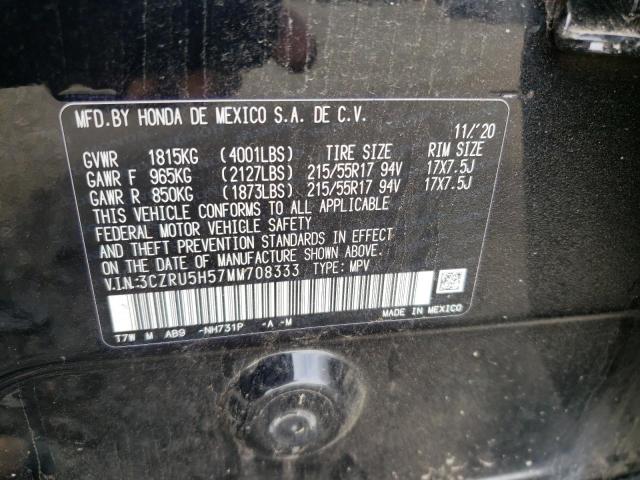 MFD.BY HONDA DE MEXICO S.A. DE C.V.
11/'20
GVWR 1815KG (4001LBS) TIRE SIZE RIM SIZE
GAWR F 965KG (2127LBS) 215/55R17 94V 17X7.5J
GAWR R 850KG (1873LBS) 215/55R17 94V 17X7.5J
THIS VEHICLE CONFORMS TO ALL APPLICABLE
FEDERAL MOTOR VEHICLE SAFETY
AND THEFT PREVENTION STANDARDS IN EFFECT
ON THE DATE OF MANUFACTURE SHOWN ABOVE.
V.I.N.:3CZRU5H57MM708333 TYPE: MPV
T7W M AB9 -NH731P -A -M
MADE IN MEXICO